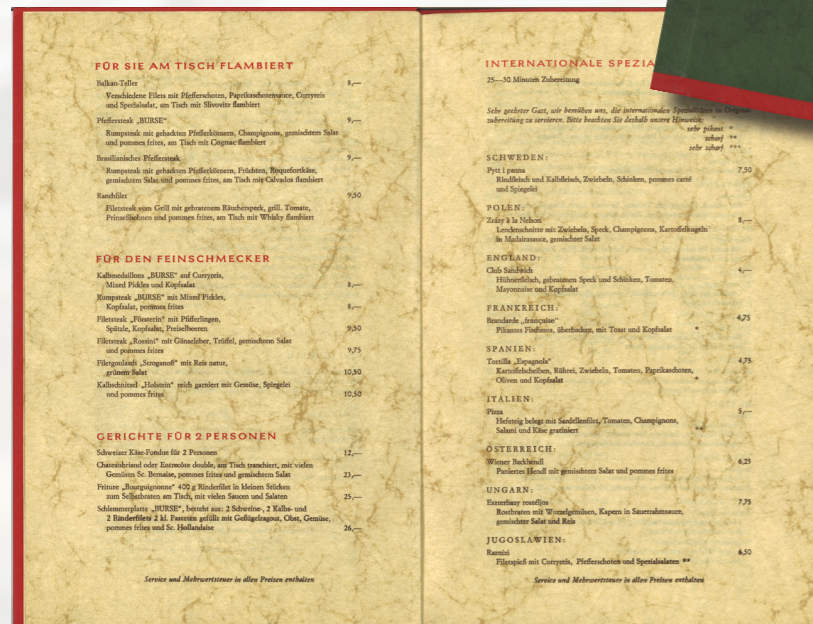 FÜR SIE AM TISCH FLAMBIERT
Balkan-Teller 8,—
Verschiedene Filets mit Pfefferschoten, Paprikaschotensauce, Curryreis
und Specialsalat, am Tisch mit Slivovitz flambiert
Pfeffersteak „BURSE“ 9,—
Rumpsteak mit gehackten Pfefferkörnern, Champignons, gemischtem Salat
und pommes frites, am Tisch mit Cognac flambiert
Brasilianisches Pfeffersteak 9,—
Rumpsteak mit gehackten Pfefferkörnern, Früchten, Roquefortkäse,
gemischtem Salat und pommes frites, am Tisch mit Calvados flambiert
Ranchfilet 9,50
Filetsteak vom Grill mit gebratenem Räucherspeck, grill. Tomate,
Prinzeßbohnen und pommes frites, am Tisch mit Whisky flambiert
FÜR DEN FEINSCHMECKER
Kalbsmedaillons „BURSE“ auf Curryreis,
Mixed Pickles und Kopfsalat 8,—
Rumpsteak „BURSE“ mit Mixed Pickles,
Kopfsalat, pommes frites 8,—
Filetsteak „Försterin“ mit Pfifferlingen,
Spätzle, Kopfsalat, Preiselbeeren 9,50
Filetsteak „Rossini“ mit Gänseleber, Trüffel, gemischtem Salat
und pommes frites 9,75
Filetgoulasch „Stroganoff“ mit Reis natur,
grünem Salat 10,50
Kalbschnitzel „Holstein“ reich garniert mit Gemüse, Spiegelei
und pommes frites 10,50
GERICHTE FÜR 2 PERSONEN
Schweizer Käse-Fondue für 2 Personen 12,—
Chateaubriand oder Entrecôte double, am Tisch tranchiert, mit vielen
Gemüsen Sc. Bernaise, pommes frites und gemischtem Salat 23,—
Friture „Bourguignonne“ 400 g Rinderfilet in kleinen Stücken
zum Selbstbraten am Tisch, mit vielen Saucen und Salaten 25,—
Schlemmerplatte „BURSE“, besteht aus: 2 Schweine-, 2 Kalbs- und
2 Rinderfilets 2 kl. Pasteten gefüllt mit Geflügelragout, Obst, Gemüse,
pommes frites und Sc. Hollandaise 26,—
Service und Mehrwertsteuer in allen Preisen enthalten
INTERNATIONALE SPEZIA
25—30 Minuten Zubereitung
Sehr geehrter Gast, wir bemühen uns, die internationalen Spezialitäten in Original-
zubereitung zu servieren. Bitte beachten Sie deshalb unsere Hinweise:
sehr pikant *
scharf **
sehr scharf ***
SCHWEDEN:
Pytt i panna 7,50
Rindfleisch und Kalbfleisch, Zwiebeln, Schinken, pommes carré
und Spiegelei
POLEN:
Zrazy à la Nelson 8,—
Lendenschnitte mit Zwiebeln, Speck, Champignons, Kartoffelkugeln
in Madairasauce, gemischter Salat
ENGLAND:
Club Sandwich 4,—
Hühnerfleisch, gebratenen Speck und Schinken, Tomaten,
Mayonnaise und Kopfsalat
FRANKREICH:
Brandarde „française“ 4,75
Pikantes Fischmus, überbacken, mit Toast und Kopfsalat *
SPANIEN:
Tortilla „Espagnola“ 4,75
Kartoffelscheiben, Rührei, Zwiebeln, Tomaten, Paprikaschoten,
Oliven und Kopfsalat *
ITALIEN:
Pizza 5,—
Hefeteig belegt mit Sardellenfilet, Tomaten, Champignons,
Salami und Käse gratiniert **
ÖSTERREICH:
Wiener Backhendl 6,25
Paniertes Hendl mit gemischtem Salat und pommes frites
UNGARN:
Eszterhazy rostéljos 7,75
Rostbraten mit Wurzelgemüsen, Kapern in Sauerrahmsauce,
gemischter Salat und Reis
JUGOSLAWIEN:
Raznizi 6,50
Filetspieß mit Curryreis, Pfefferschoten und Spezialsalaten **
Service und Mehrwertsteuer in allen Preisen enthalten